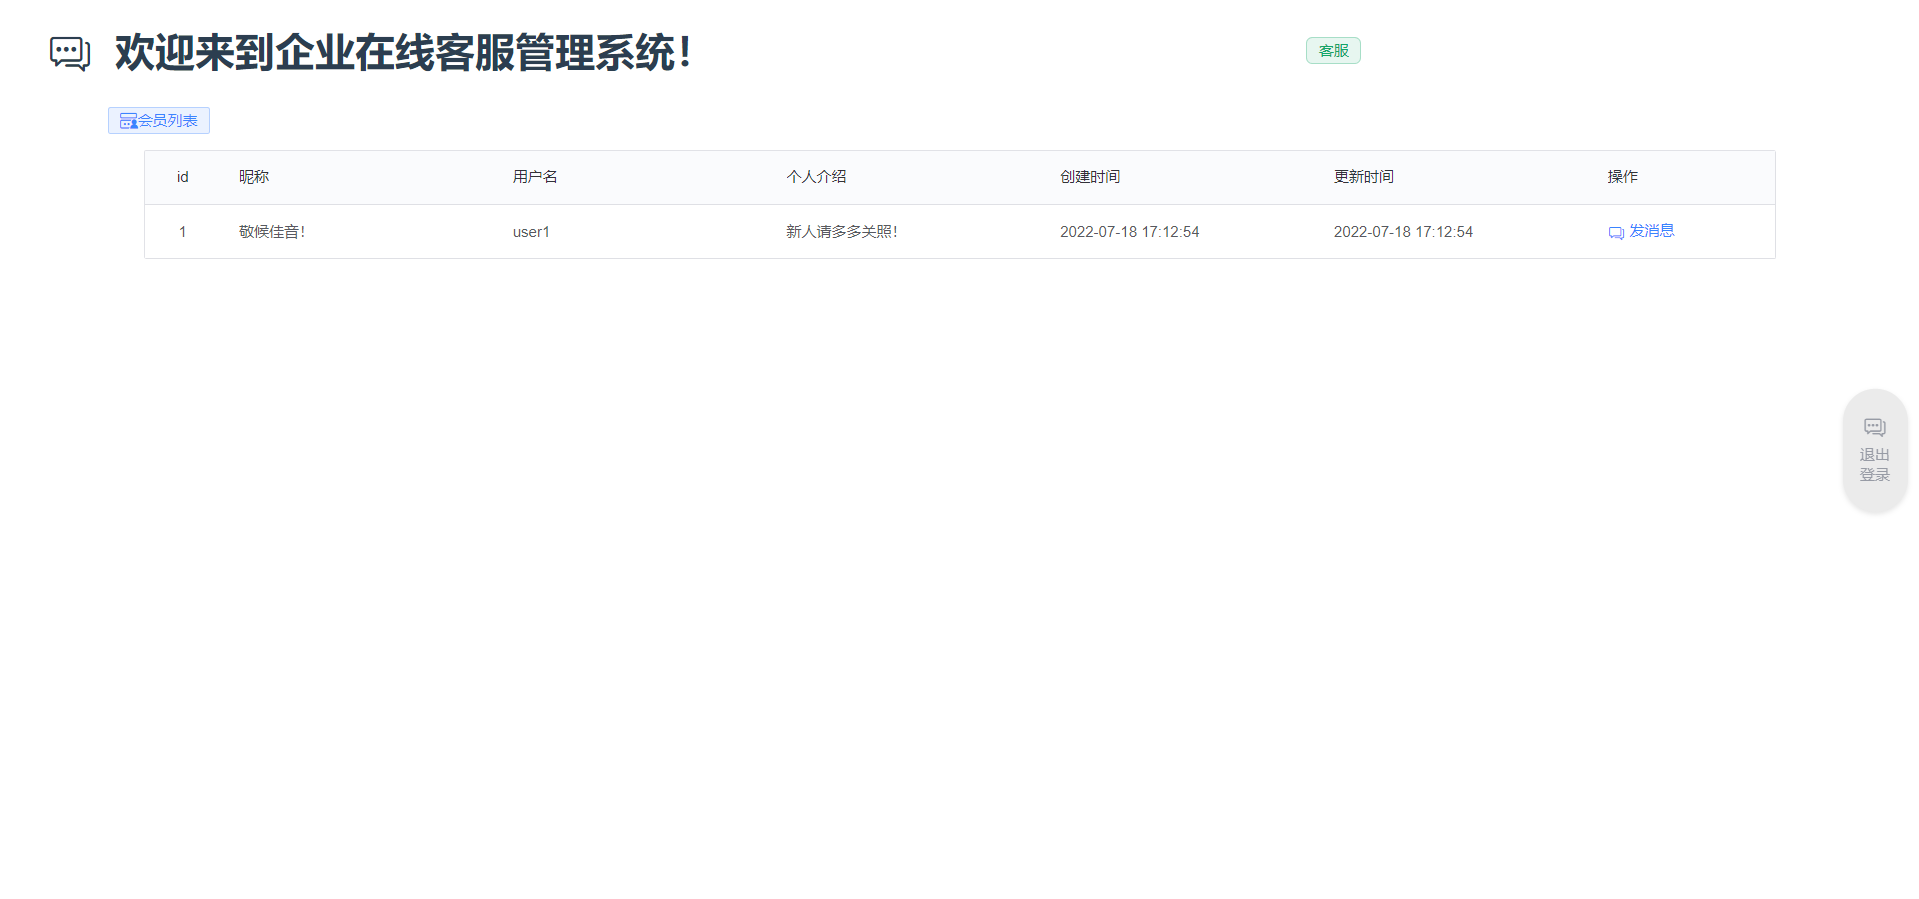 欢迎来到企业在线客服管理系统！
客服
会员列表
id 昵称 用户名 个人介绍 创建时间 更新时间 操作
1 敬候佳音！ user1 新人请多多关照！ 2022-07-18 17:12:54 2022-07-18 17:12:54 发消息
退出
登录